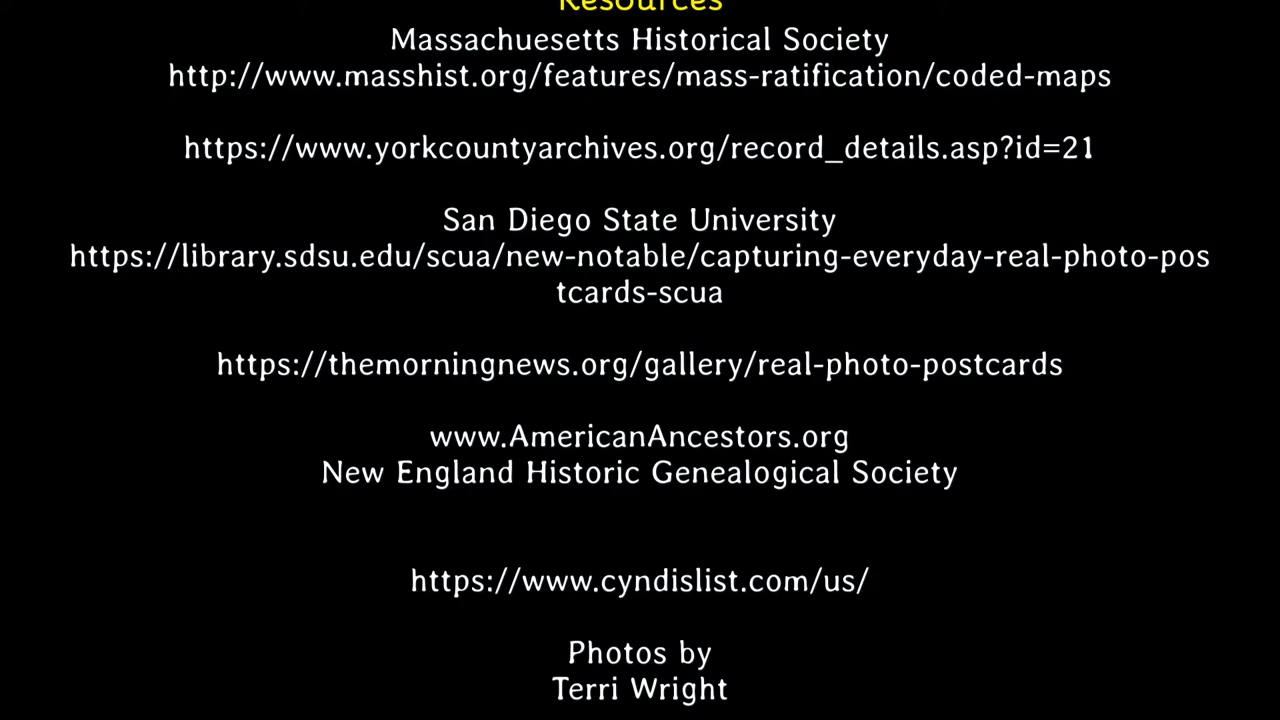 Resources
Massachuesetts Historical Society
http://www.masshist.org/features/mass-ratification/coded-maps
https://www.yorkcountyarchives.org/record_details.asp?id=21
San Diego State University
https://library.sdsu.edu/scua/new-notable/capturing-everyday-real-photo-pos
tcards-scua
https://themorningnews.org/gallery/real-photo-postcards
www.AmericanAncestors.org
New England Historic Genealogical Society
https://www.cyndislist.com/us/
Photos by
Terri Wright